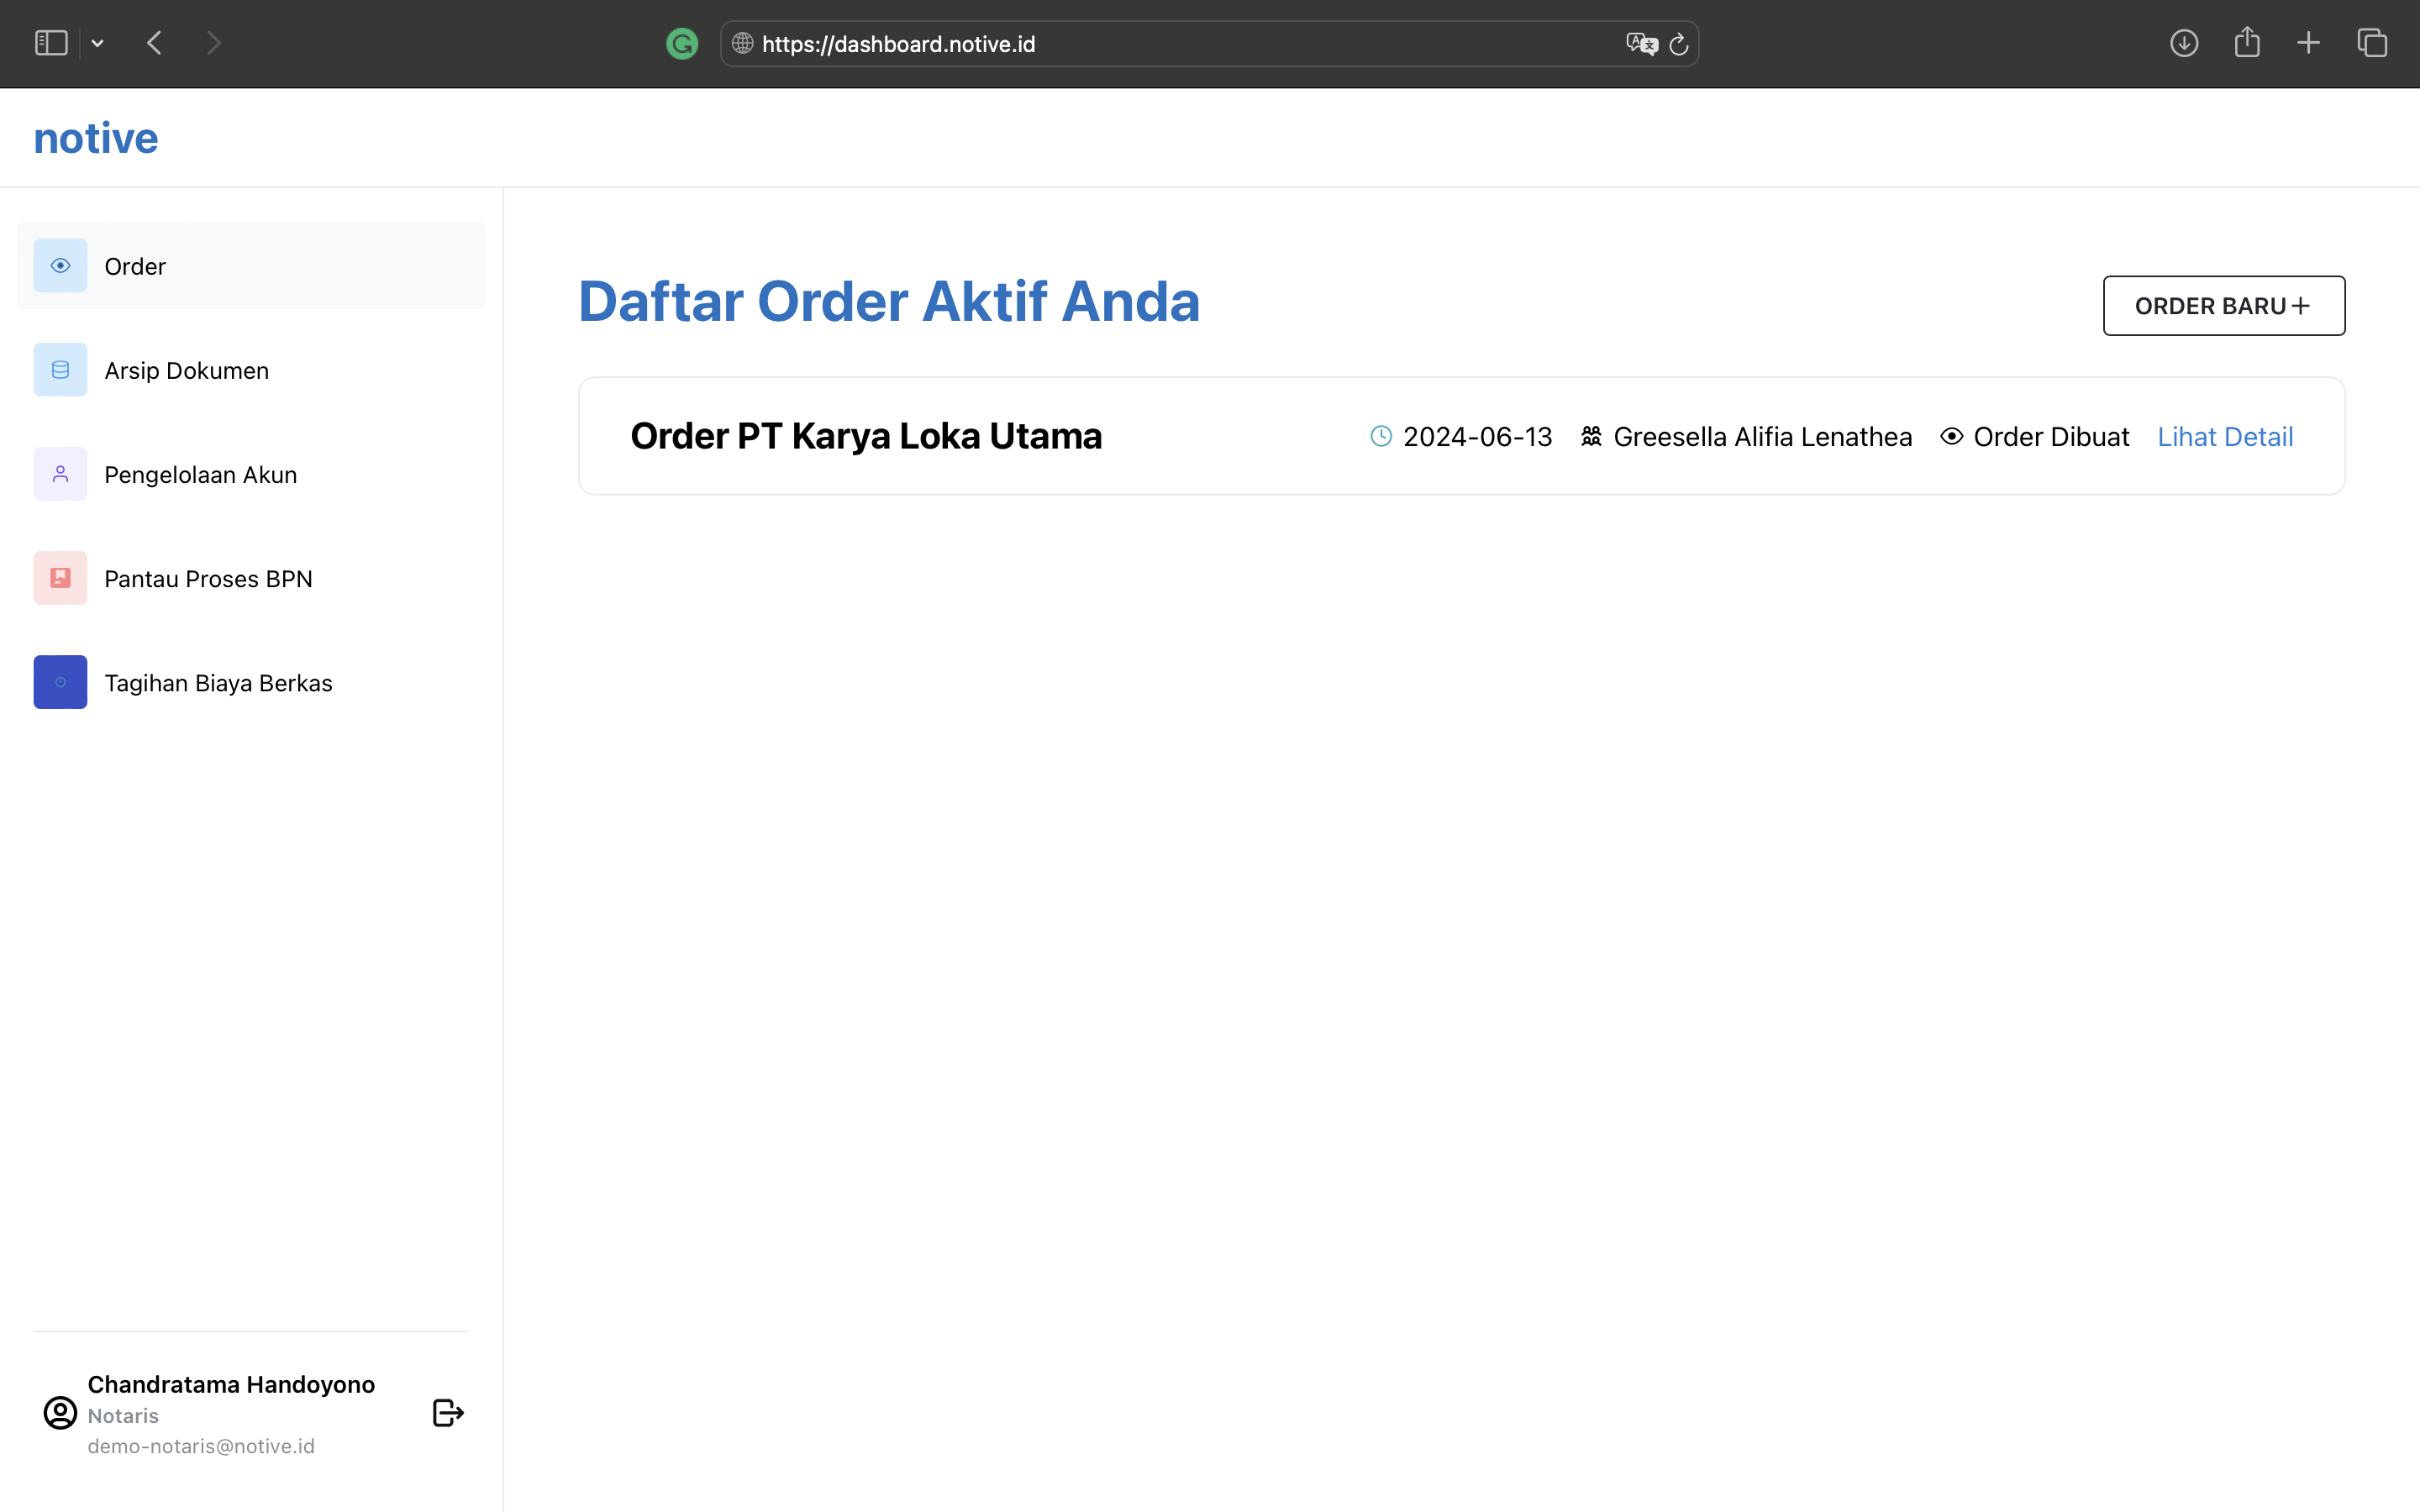 https://dashboard.notive.id
notive
Order
Arsip Dokumen
Pengelolaan Akun
Pantau Proses BPN
Tagihan Biaya Berkas
Daftar Order Aktif Anda
ORDER BARU+
Order PT Karya Loka Utama 2024-06-13 Greesella Alifia Lenathea Order Dibuat Lihat Detail
Chandratama Handoyono
Notaris
demo-notaris@notive.id